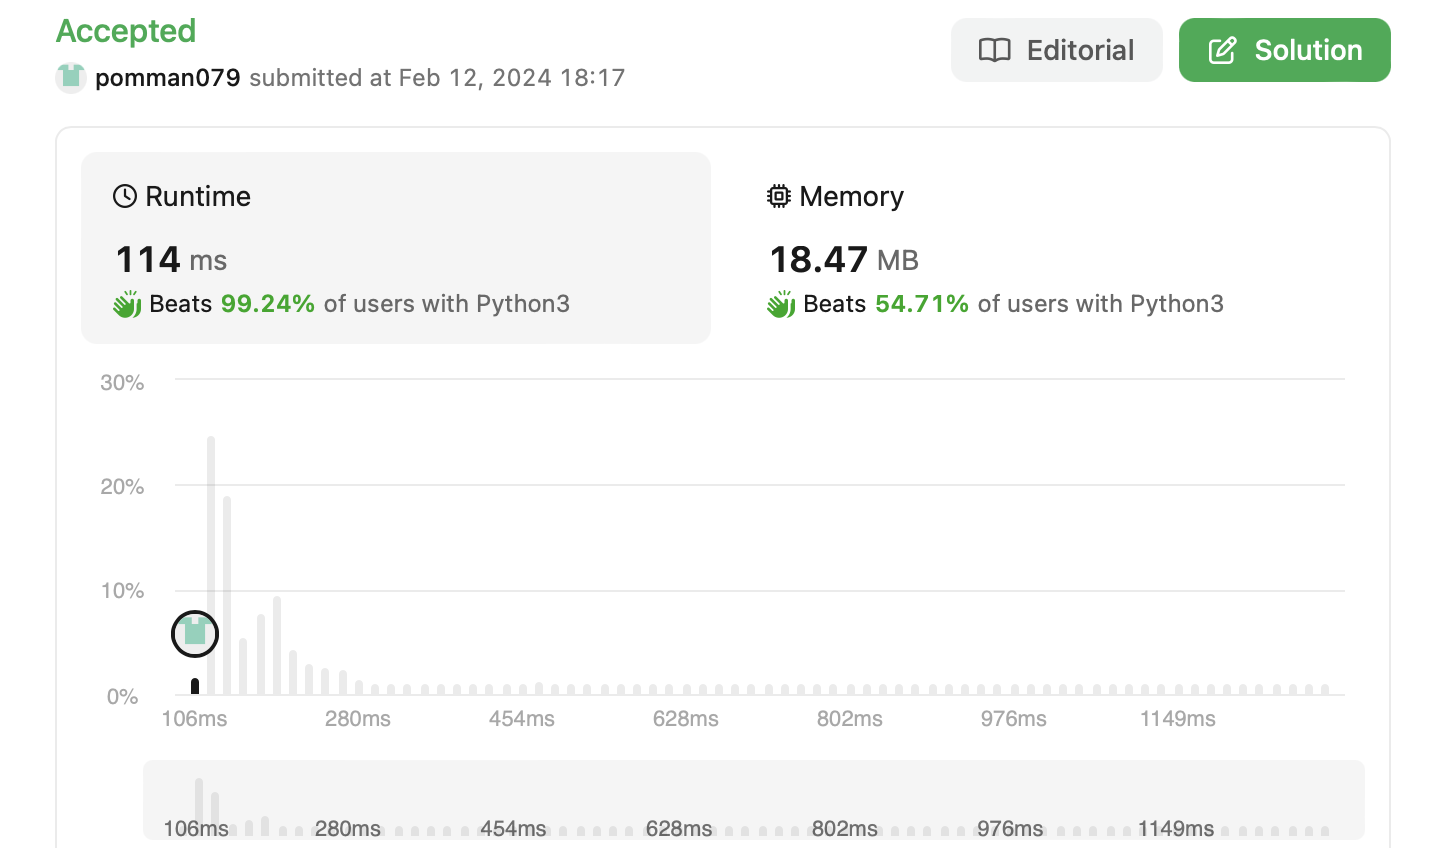 Accepted
pomman079 submitted at Feb 12, 2024 18:17
Editorial
Solution
Runtime
114 ms
Beats 99.24% of users with Python3
Memory
18.47 MB
Beats 54.71% of users with Python3
30%
20%
10%
0%
106ms 280ms 454ms 628ms 802ms 976ms 1149ms
106ms 280ms 454ms 628ms 802ms 976ms 1149ms